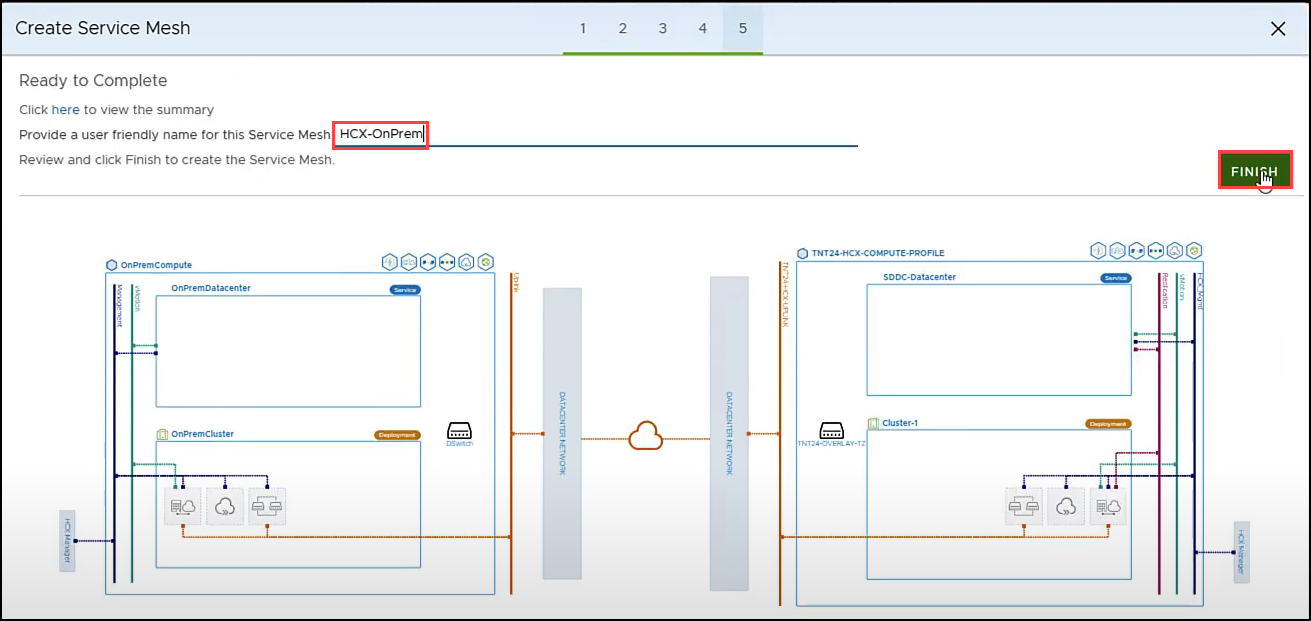 Create Service Mesh
1 2 3 4 5
Ready to Complete
Click here to view the summary
Provide a user friendly name for this Service Mesh HCX-OnPrem
Review and click Finish to create the Service Mesh.
FINISH
OnPremCompute
Management
vMotion
OnPremDatacenter
Service
Uplink
OnPremCluster
Deployment
DSwitch
HCX Manager
DATACENTER NETWORK
DATACENTER NETWORK
TNT24-HCX-UPLINK
TNT24-HCX-COMPUTE-PROFILE
SDDC-Datacenter
Service
Replication
vMotion
HCX_Mgmt
TNT24-OVERLAY-TZ
Cluster-1
Deployment
HCX Manager